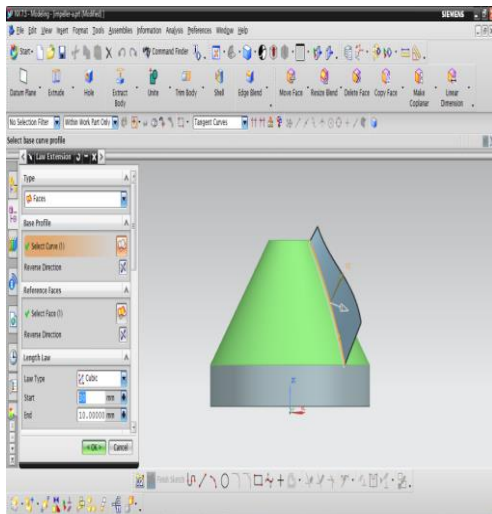 NX 7.5 - Modeling - [impeller-u.prt (Modified) ]
SIEMENS
File Edit View Insert Format Tools Assemblies Information Analysis Preferences Window Help
Start Command Finder
Datum Plane Extrude Hole Extract Body Unite Trim Body Shell Edge Blend Move Face Resize Blend Delete Face Copy Face Make Coplanar Linear Dimension
No Selection Filter Within Work Part Only Tangent Curves
Select base curve profile
Law Extension
Type
Faces
Base Profile
Select Curve (1)
Reverse Direction
Reference Faces
Select Face (1)
Reverse Direction
Length Law
Law Type Cubic
Start mm
End 10.00000 mm
<OK> Cancel
Finish Sketch